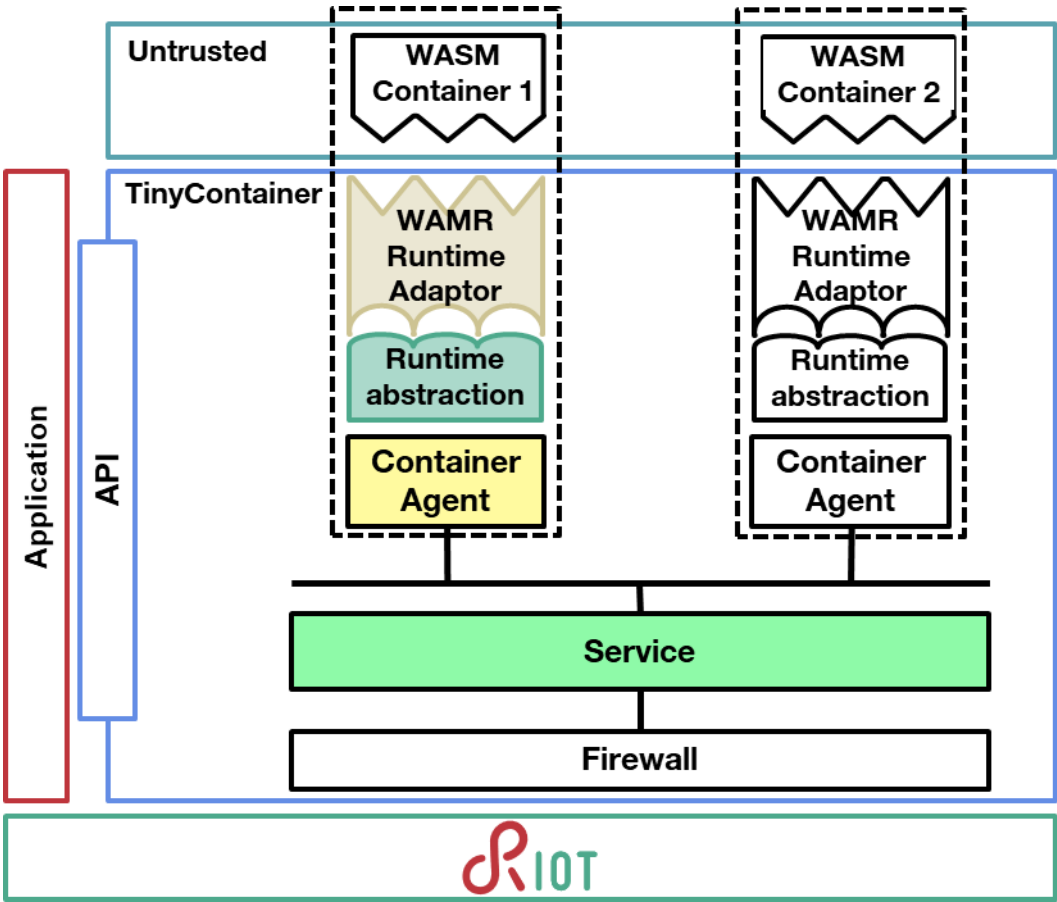 Untrusted
WASM
Container 1
WASM
Container 2
TinyContainer
WAMR
Runtime
Adaptor
WAMR
Runtime
Adaptor
Runtime
abstraction
Runtime
abstraction
Container
Agent
Container
Agent
Application
API
Service
Firewall
RIOT